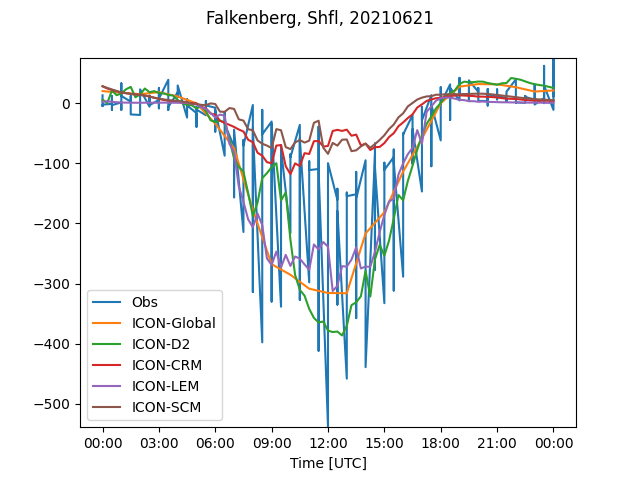 Falkenberg, Shfl, 20210621
0
−100
−200
−300
−400
−500
Obs
ICON-Global
ICON-D2
ICON-CRM
ICON-LEM
ICON-SCM
00:00 03:00 06:00 09:00 12:00 15:00 18:00 21:00 00:00
Time [UTC]